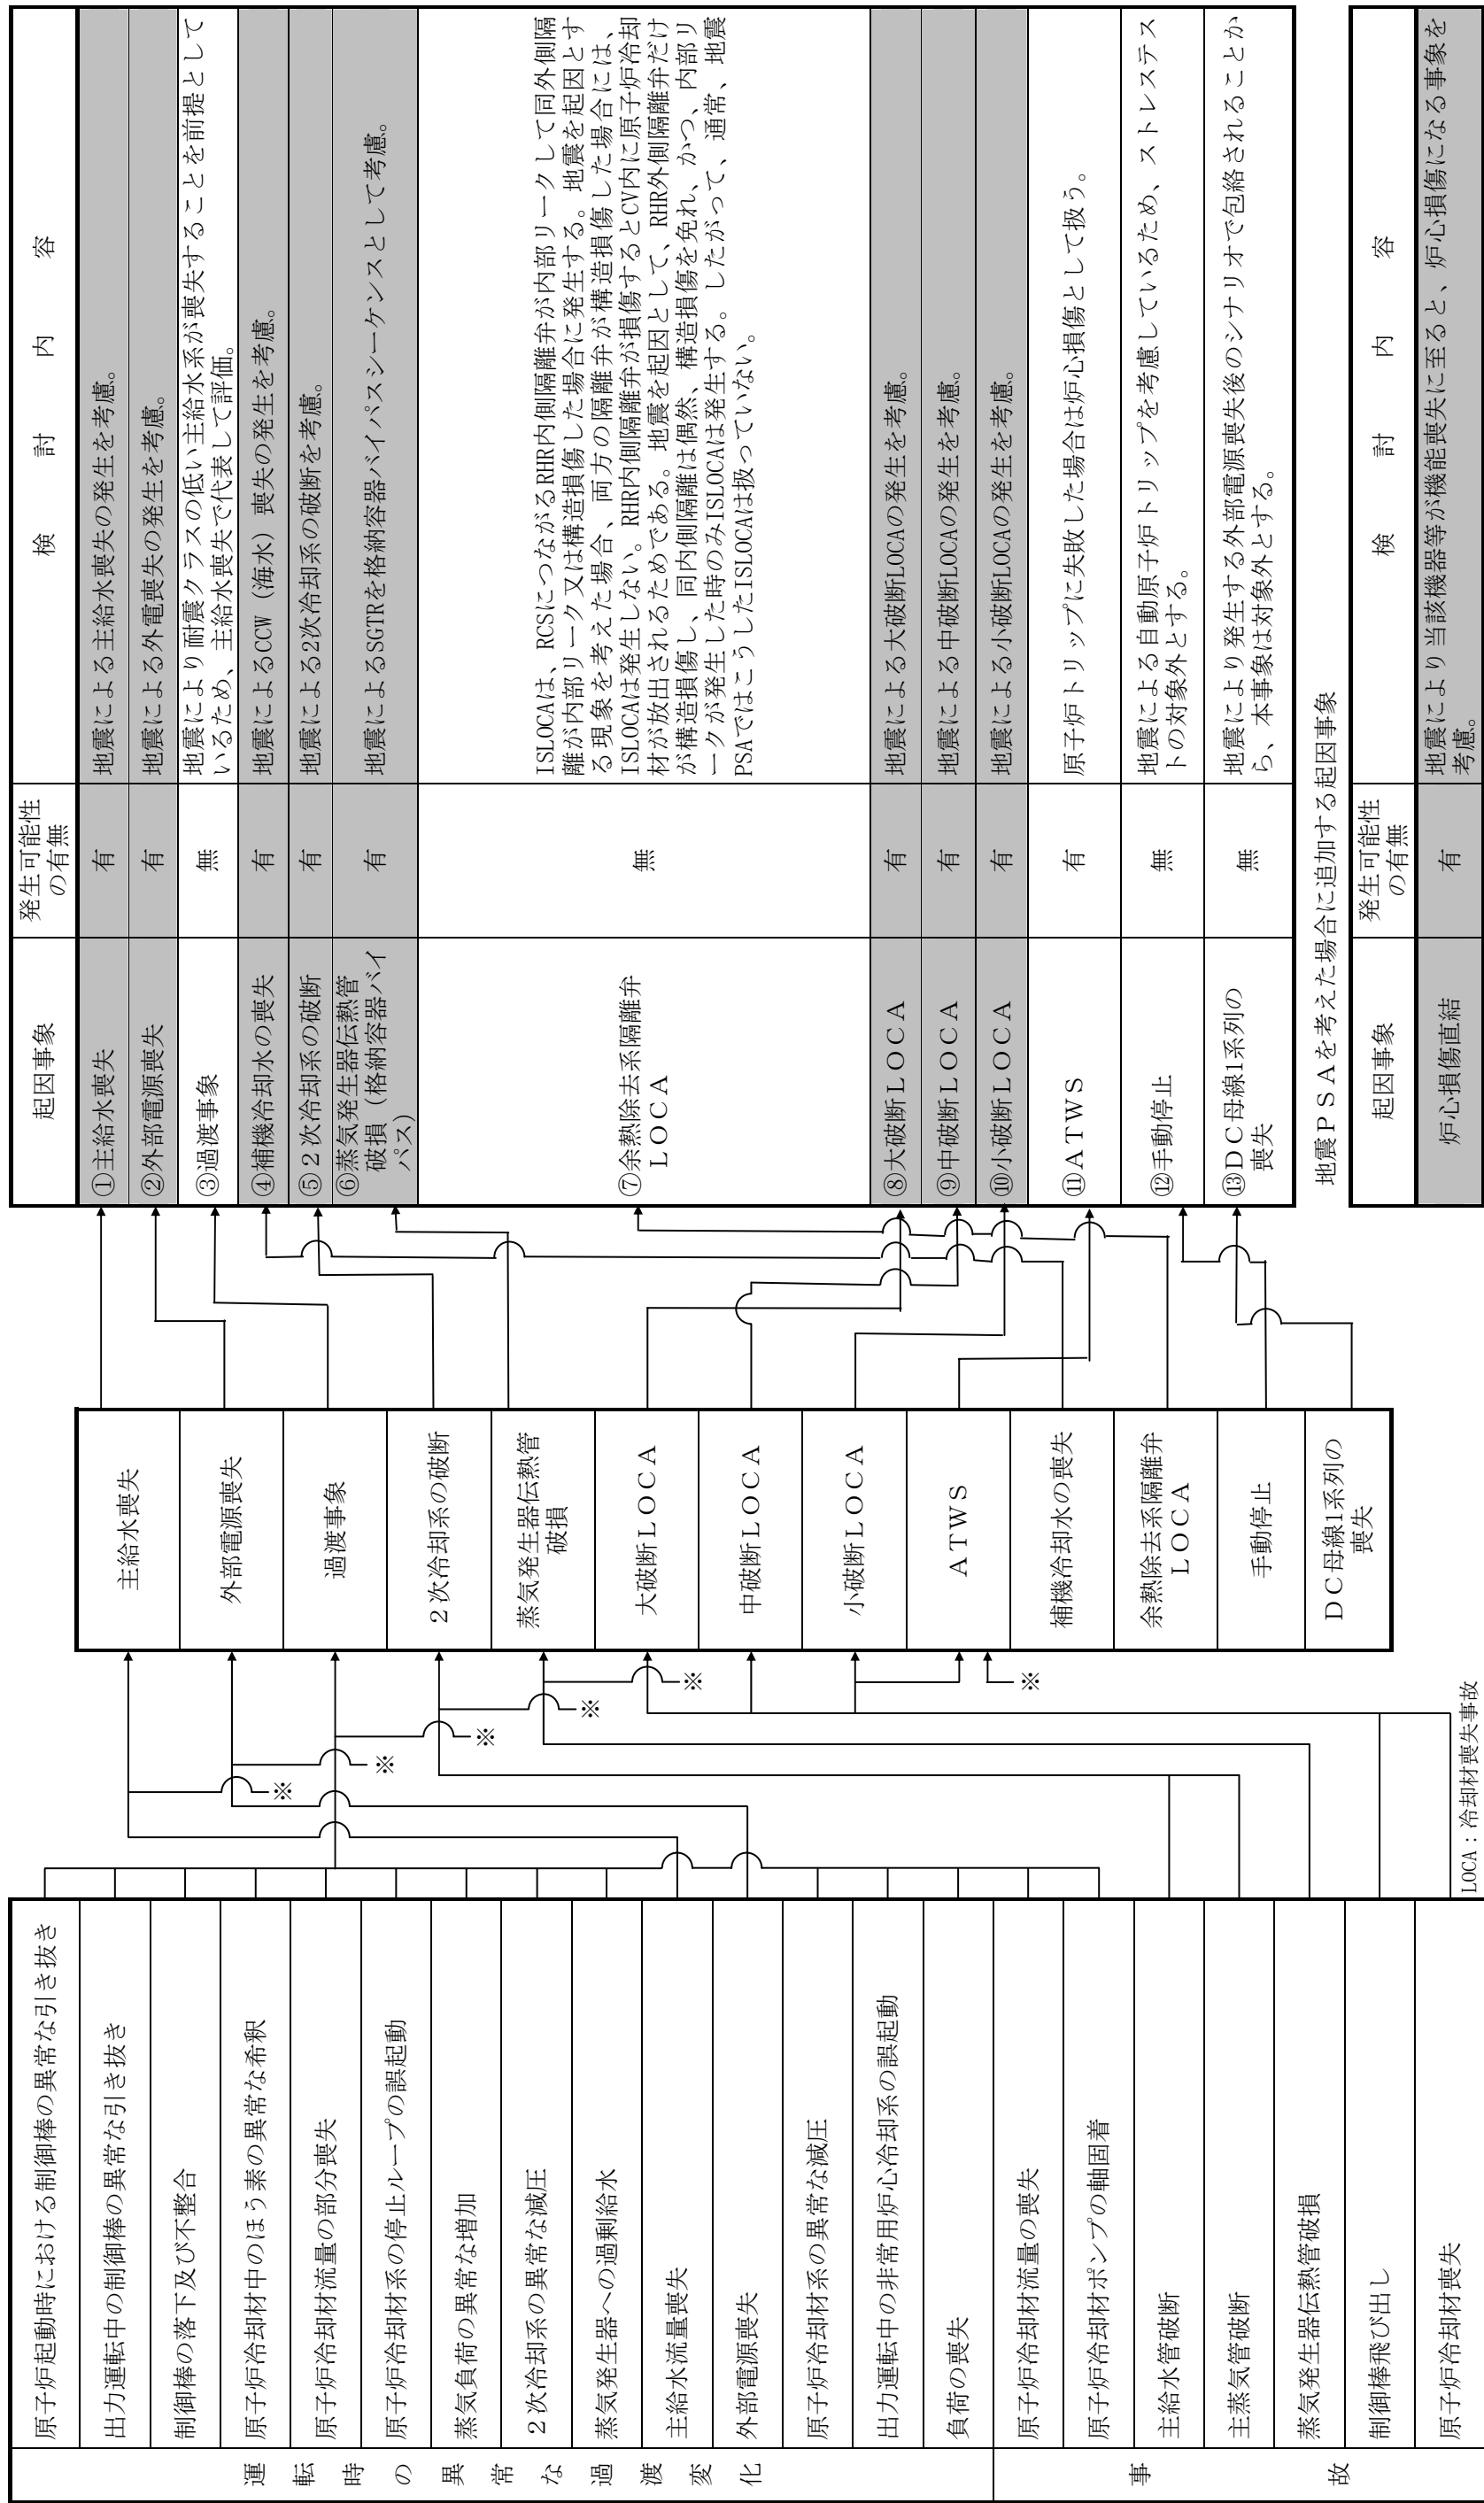 運転時の異常な過渡変化
原子炉起動時における制御棒の異常な引き抜き
出力運転中の制御棒の異常な引き抜き
制御棒の落下及び不整合
原子炉冷却材中のほう素の異常な希釈
原子炉冷却材流量の部分喪失
原子炉冷却材系の停止ループの誤起動
蒸気負荷の異常な増加
２次冷却系の異常な減圧
蒸気発生器への過剰給水
主給水流量喪失
外部電源喪失
原子炉冷却材系の異常な減圧
出力運転中の非常用炉心冷却系の誤起動
負荷の喪失
事故
原子炉冷却材流量の喪失
原子炉冷却材ポンプの軸固着
主給水管破断
主蒸気管破断
蒸気発生器伝熱管破損
制御棒飛び出し
原子炉冷却材喪失
※
※
※
※
※
※
LOCA：冷却材喪失事故
主給水喪失
外部電源喪失
過渡事象
２次冷却系の破断
蒸気発生器伝熱管
破損
大破断ＬＯＣＡ
中破断ＬＯＣＡ
小破断ＬＯＣＡ
ＡＴＷＳ
補機冷却水の喪失
余熱除去系隔離弁
ＬＯＣＡ
手動停止
ＤＣ母線1系列の
喪失
起因事象
発生可能性
の有無
検討内容
①主給水喪失
有
地震による主給水喪失の発生を考慮。
②外部電源喪失
有
地震による外電喪失の発生を考慮。
③過渡事象
無
地震により耐震クラスの低い主給水系が喪失することを前提として
いるため、主給水喪失で代表して評価。
④補機冷却水の喪失
有
地震によるCCW（海水）喪失の発生を考慮。
⑤２次冷却系の破断
有
地震による2次冷却系の破断を考慮。
⑥蒸気発生器伝熱管
破損（格納容器バイ
パス）
有
地震によるSGTRを格納容器バイパスシーケンスとして考慮。
⑦余熱除去系隔離弁
ＬＯＣＡ
無
ISLOCAは、RCSにつながるRHR内側隔離弁が内部リークして同外側隔
離が内部リーク又は構造損傷した場合に発生する。地震を起因とす
る現象を考えた場合、両方の隔離弁が構造損傷した場合には、
ISLOCAは発生しない。RHR内側隔離弁が損傷するとCV内に原子炉冷却
材が放出されるためである。地震を起因として、RHR外側隔離弁だけ
が構造損傷し、同内側隔離は偶然、構造損傷を免れ、かつ、内部リ
ークが発生した時のみISLOCAは発生する。したがって、通常、地震
PSAではこうしたISLOCAは扱っていない。
⑧大破断ＬＯＣＡ
有
地震による大破断LOCAの発生を考慮。
⑨中破断ＬＯＣＡ
有
地震による中破断LOCAの発生を考慮。
⑩小破断ＬＯＣＡ
有
地震による小破断LOCAの発生を考慮。
⑪ＡＴＷＳ
有
原子炉トリップに失敗した場合は炉心損傷として扱う。
⑫手動停止
無
地震による自動原子炉トリップを考慮しているため、ストレステス
トの対象外とする。
⑬ＤＣ母線1系列の
喪失
無
地震により発生する外部電源喪失後のシナリオで包絡されることか
ら、本事象は対象外とする。
地震ＰＳＡを考えた場合に追加する起因事象
起因事象
発生可能性
の有無
検討内容
炉心損傷直結
有
地震により当該機器等が機能喪失に至ると、炉心損傷になる事象を
考慮。